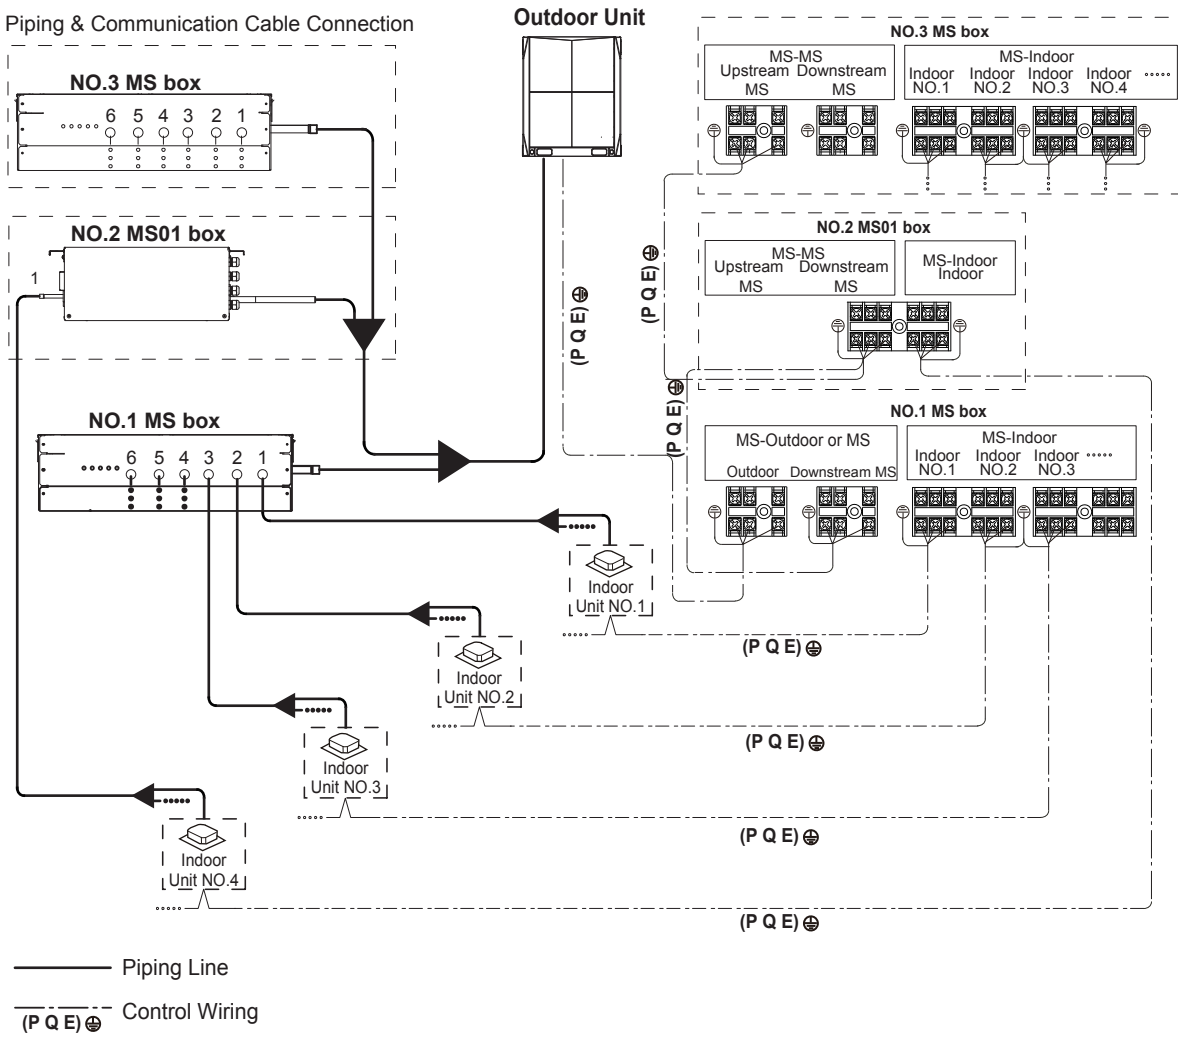 Piping & Communication Cable Connection
Outdoor Unit
NO.3 MS box
6 5 4 3 2 1
NO.2 MS01 box
1
NO.1 MS box
6 5 4 3 2 1
Indoor
Unit NO.1
Indoor
Unit NO.2
Indoor
Unit NO.3
Indoor
Unit NO.4
NO.3 MS box
MS-MS
Upstream Downstream
MS MS
MS-Indoor
Indoor Indoor Indoor Indoor
NO.1 NO.2 NO.3 NO.4
NO.2 MS01 box
MS-MS
Upstream Downstream
MS MS
MS-Indoor
Indoor
NO.1 MS box
MS-Outdoor or MS
Outdoor Downstream MS
MS-Indoor
Indoor Indoor Indoor
NO.1 NO.2 NO.3
(P Q E)
(P Q E)
(P Q E)
(P Q E)
(P Q E)
(P Q E)
(P Q E)
Piping Line
(P Q E) Control Wiring